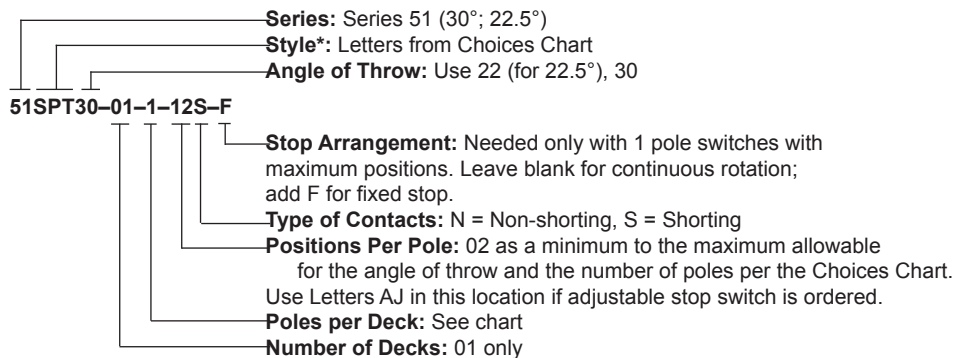 Series: Series 51 (30°; 22.5°)
Style*: Letters from Choices Chart
Angle of Throw: Use 22 (for 22.5°), 30
51SPT30–01–1–12S–F
Stop Arrangement: Needed only with 1 pole switches with
maximum positions. Leave blank for continuous rotation;
add F for fixed stop.
Type of Contacts: N = Non-shorting, S = Shorting
Positions Per Pole: 02 as a minimum to the maximum allowable
for the angle of throw and the number of poles per the Choices Chart.
Use Letters AJ in this location if adjustable stop switch is ordered.
Poles per Deck: See chart
Number of Decks: 01 only